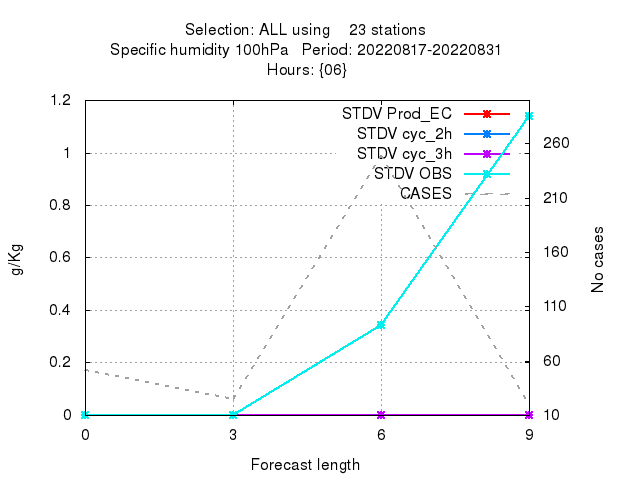 Selection: ALL using 23 stations
Specific humidity 100hPa Period: 20220817-20220831
Hours: {06}
1.2
1
0.8
0.6
0.4
0.2
0
g/Kg
STDV Prod_EC
STDV cyc_2h
STDV cyc_3h
STDV OBS
CASES
260
210
160
110
60
10
No cases
0 3 6 9
Forecast length